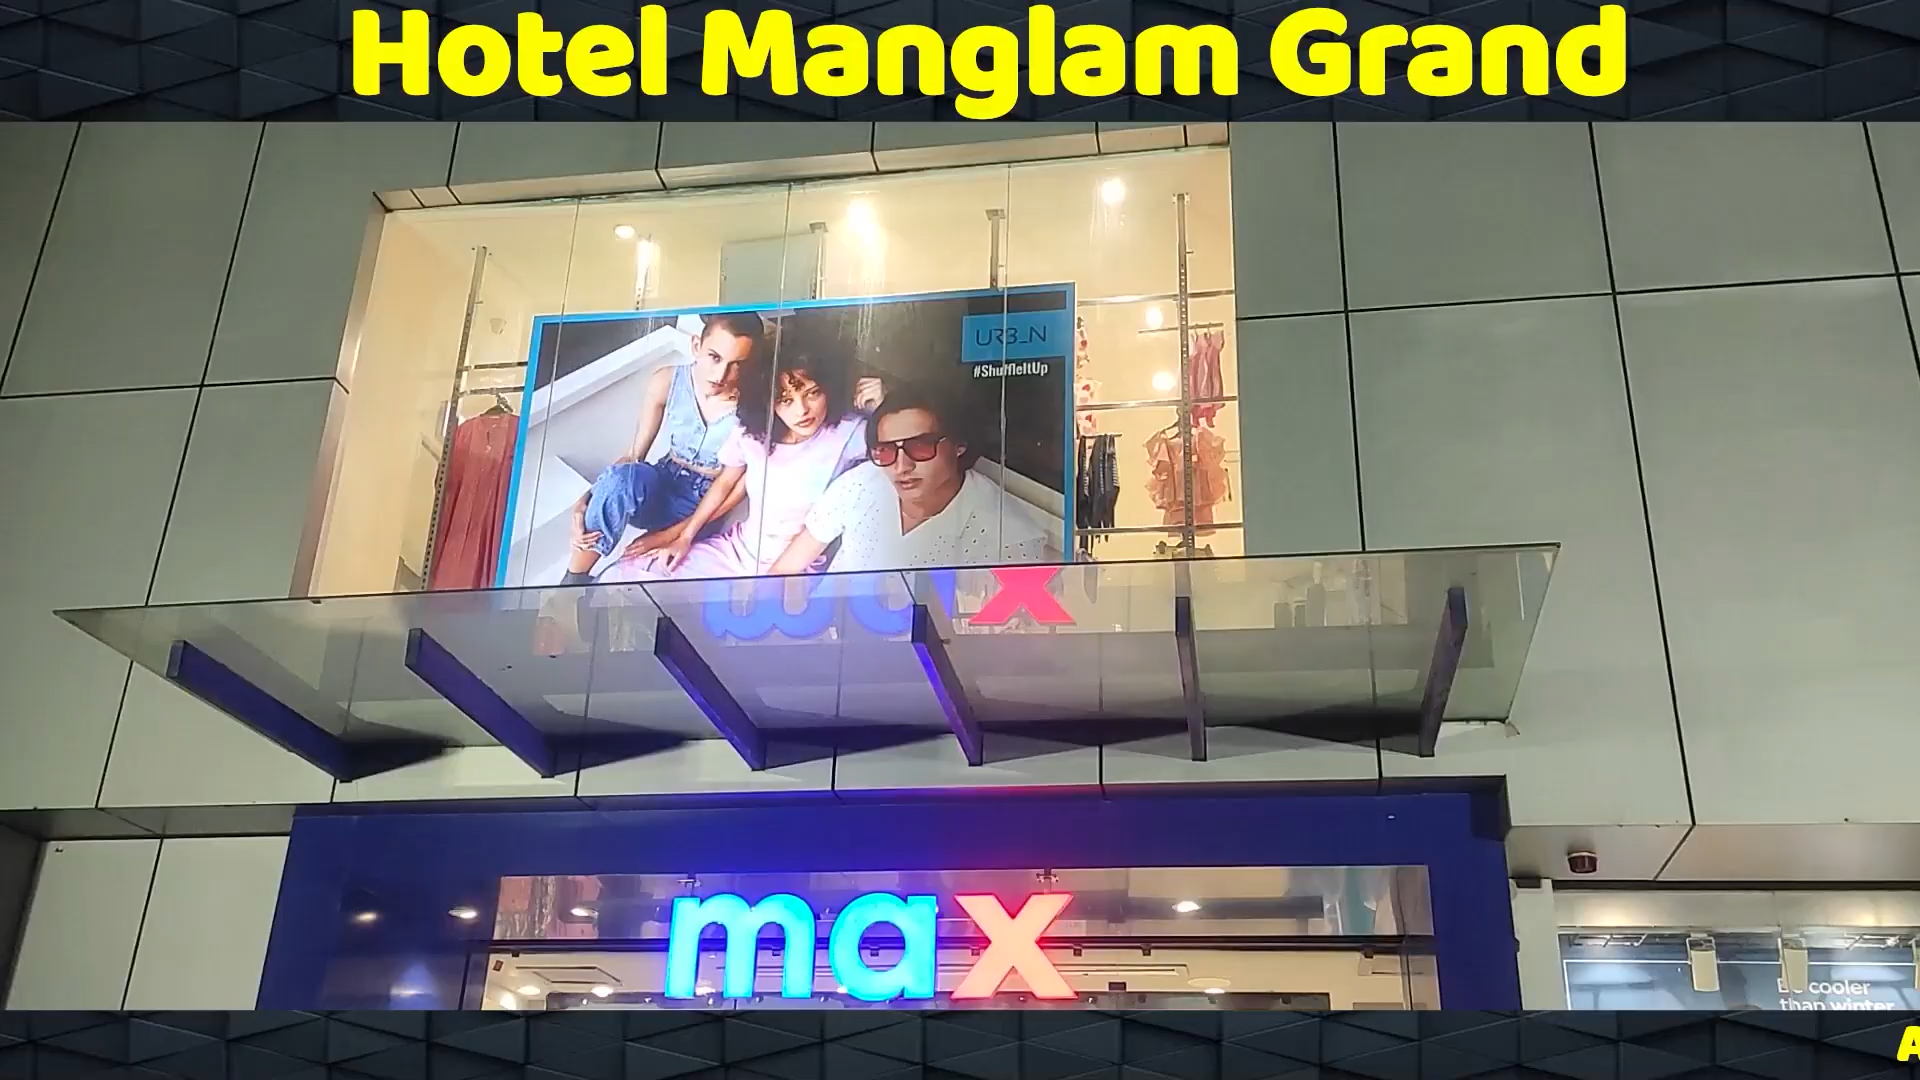 Hotel Manglam Grand
URB_N
#ShuffleItUp
max
max
Be cooler
than winter
A